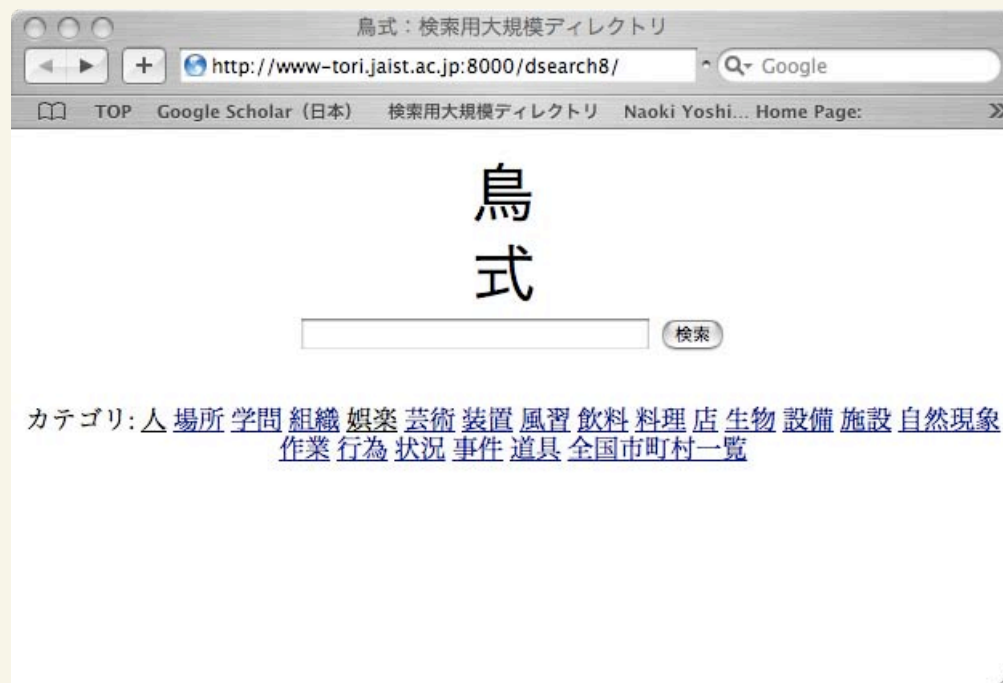 鳥式：検索用大規模ディレクトリ
+ http://www-tori.jaist.ac.jp:8000/dsearch8/ Google
TOP Google Scholar（日本） 検索用大規模ディレクトリ Naoki Yoshi... Home Page:
鳥
式
検索
カテゴリ: 人 場所 学問 組織 娯楽 芸術 装置 風習 飲料 料理 店 生物 設備 施設 自然現象
作業 行為 状況 事件 道具 全国市町村一覧